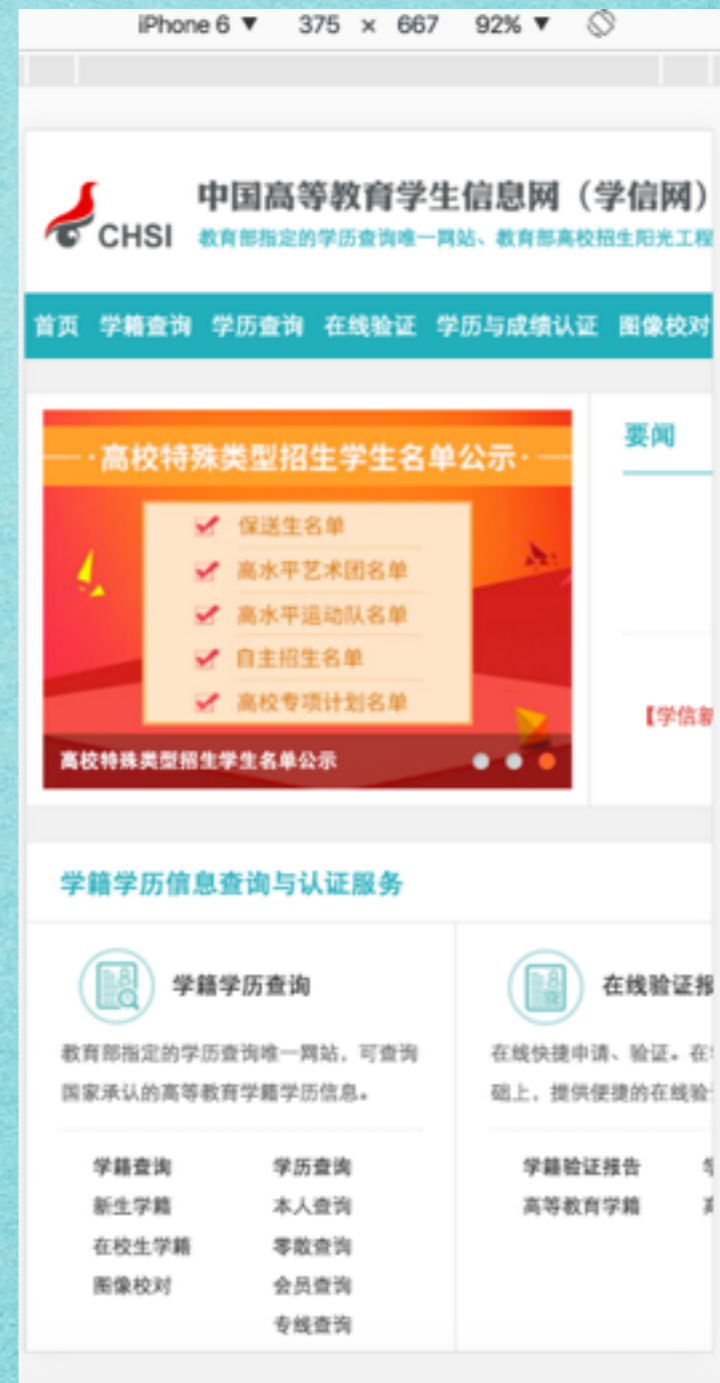 iPhone 6 ▼ 375 × 667 92% ▼
中国高等教育学生信息网（学信网）
CHSI 教育部指定的学历查询唯一网站、教育部高校招生阳光工程
首页 学籍查询 学历查询 在线验证 学历与成绩认证 图像校对
·高校特殊类型招生学生名单公示·
要闻
保送生名单
高水平艺术团名单
高水平运动队名单
自主招生名单
高校专项计划名单
【学信新
高校特殊类型招生学生名单公示
学籍学历信息查询与认证服务
学籍学历查询
教育部指定的学历查询唯一网站，可查询
国家承认的高等教育学籍学历信息。
学籍查询 学历查询
新生学籍 本人查询
在校生学籍 零散查询
图像校对 会员查询
专线查询
在线验证报
在线快捷申请、验证。在
础上，提供便捷的在线验
学籍验证报告
高等教育学籍